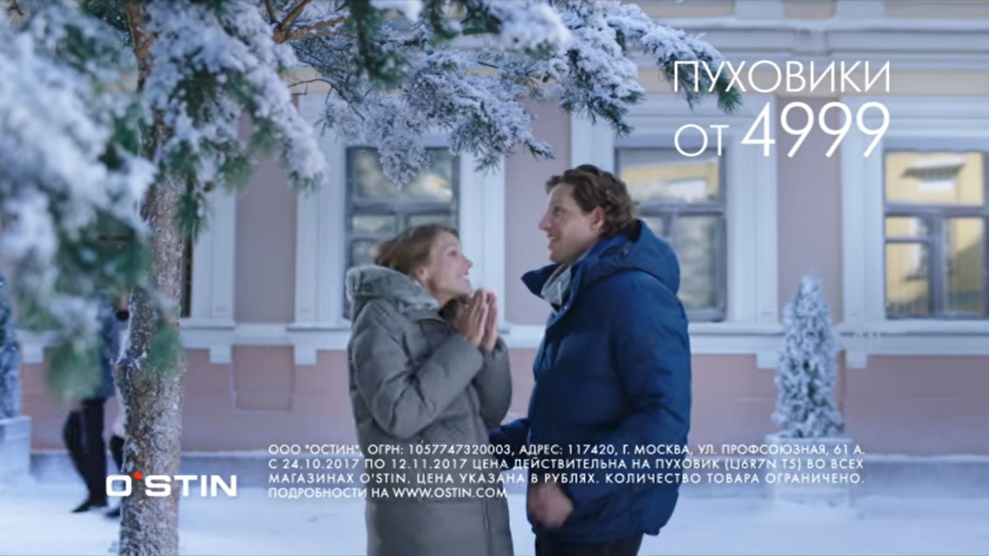 ПУХОВИКИ
ОТ 4999
ООО "ОСТИН", ОГРН: 1057747320003, АДРЕС: 117420, Г. МОСКВА, УЛ. ПРОФСОЮЗНАЯ, 61 А.
С 24.10.2017 ПО 12.11.2017 ЦЕНА ДЕЙСТВИТЕЛЬНА НА ПУХОВИК (LJ6R7N T5) ВО ВСЕХ
МАГАЗИНАХ O'STIN. ЦЕНА УКАЗАНА В РУБЛЯХ. КОЛИЧЕСТВО ТОВАРА ОГРАНИЧЕНО.
ПОДРОБНОСТИ НА WWW.OSTIN.COM
O'STIN